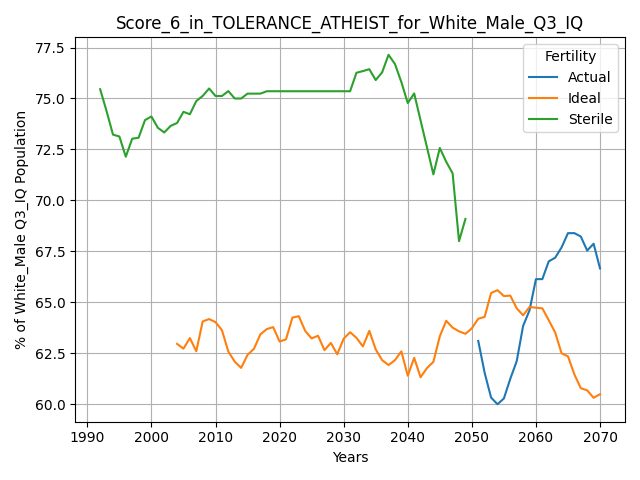 Score_6_in_TOLERANCE_ATHEIST_for_White_Male_Q3_IQ
% of White_Male Q3_IQ Population
77.5
75.0
72.5
70.0
67.5
65.0
62.5
60.0
Fertility
Actual
Ideal
Sterile
1990 2000 2010 2020 2030 2040 2050 2060 2070
Years